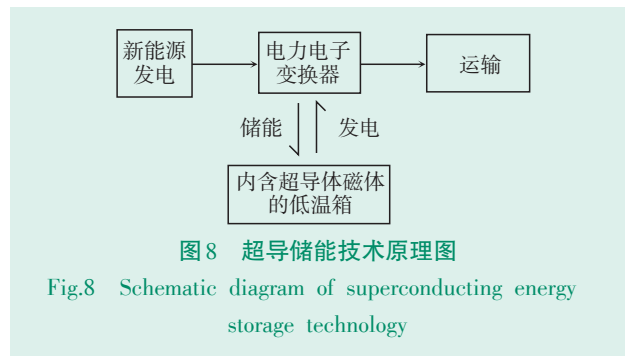 新能源
发电
电力电子
变换器
运输
储能
发电
内含超导体磁体
的低温箱
图8 超导储能技术原理图
Fig.8 Schematic diagram of superconducting energy
storage technology